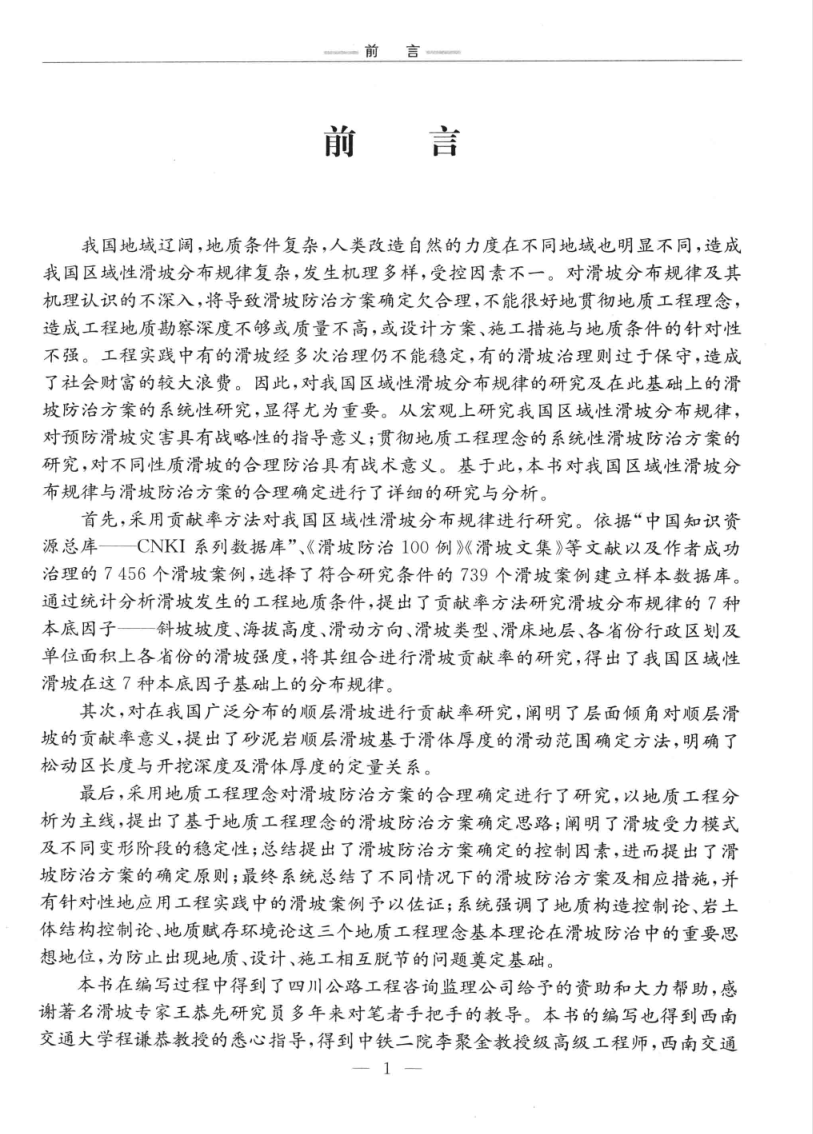 前 言
前 言
我国地域辽阔,地质条件复杂,人类改造自然的力度在不同地域也明显不同,造成
我国区域性滑坡分布规律复杂,发生机理多样,受控因素不一。对滑坡分布规律及其
机理认识的不深入,将导致滑坡防治方案确定欠合理,不能很好地贯彻地质工程理念,
造成工程地质勘察深度不够或质量不高,或设计方案、施工措施与地质条件的针对性
不强。工程实践中有的滑坡经多次治理仍不能稳定,有的滑坡治理则过于保守,造成
了社会财富的较大浪费。因此,对我国区域性滑坡分布规律的研究及在此基础上的滑
坡防治方案的系统性研究,显得尤为重要。从宏观上研究我国区域性滑坡分布规律,
对预防滑坡灾害具有战略性的指导意义;贯彻地质工程理念的系统性滑坡防治方案的
研究,对不同性质滑坡的合理防治具有战术意义。基于此,本书对我国区域性滑坡分
布规律与滑坡防治方案的合理确定进行了详细的研究与分析。
首先,采用贡献率方法对我国区域性滑坡分布规律进行研究。依据“中国知识资
源总库——CNKI 系列数据库”、《滑坡防治 100 例》《滑坡文集》等文献以及作者成功
治理的 7 456 个滑坡案例,选择了符合研究条件的 739 个滑坡案例建立样本数据库。
通过统计分析滑坡发生的工程地质条件,提出了贡献率方法研究滑坡分布规律的 7 种
本底因子——斜坡坡度、海拔高度、滑动方向、滑坡类型、滑床地层、各省份行政区划及
单位面积上各省份的滑坡强度,将其组合进行滑坡贡献率的研究,得出了我国区域性
滑坡在这 7 种本底因子基础上的分布规律。
其次,对在我国广泛分布的顺层滑坡进行贡献率研究,阐明了层面倾角对顺层滑
坡的贡献率意义,提出了砂泥岩顺层滑坡基于滑体厚度的滑动范围确定方法,明确了
松动区长度与开挖深度及滑体厚度的定量关系。
最后,采用地质工程理念对滑坡防治方案的合理确定进行了研究,以地质工程分
析为主线,提出了基于地质工程理念的滑坡防治方案确定思路;阐明了滑坡受力模式
及不同变形阶段的稳定性;总结提出了滑坡防治方案确定的控制因素,进而提出了滑
坡防治方案的确定原则;最终系统总结了不同情况下的滑坡防治方案及相应措施,并
有针对性地应用工程实践中的滑坡案例予以佐证;系统强调了地质构造控制论、岩土
体结构控制论、地质赋存环境论这三个地质工程理念基本理论在滑坡防治中的重要思
想地位,为防止出现地质、设计、施工相互脱节的问题奠定基础。
本书在编写过程中得到了四川公路工程咨询监理公司给予的资助和大力帮助,感
谢著名滑坡专家王恭先研究员多年来对笔者手把手的教导。本书的编写也得到西南
交通大学程谦恭教授的悉心指导,得到中铁二院李聚金教授级高级工程师,西南交通
— 1 —